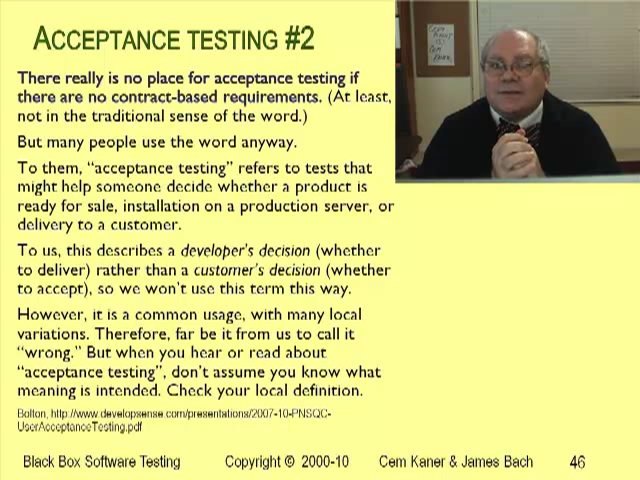 ACCEPTANCE TESTING #2
There really is no place for acceptance testing if
there are no contract-based requirements. (At least,
not in the traditional sense of the word.)
But many people use the word anyway.
To them, “acceptance testing” refers to tests that
might help someone decide whether a product is
ready for sale, installation on a production server, or
delivery to a customer.
To us, this describes a developer's decision (whether
to deliver) rather than a customer's decision (whether
to accept), so we won't use this term this way.
However, it is a common usage, with many local
variations. Therefore, far be it from us to call it
“wrong.” But when you hear or read about
“acceptance testing”, don't assume you know what
meaning is intended. Check your local definition.
Bolton, http://www.developsense.com/presentations/2007-10-PNSQC-
UserAcceptanceTesting.pdf
Black Box Software Testing Copyright © 2000-10 Cem Kaner & James Bach 46